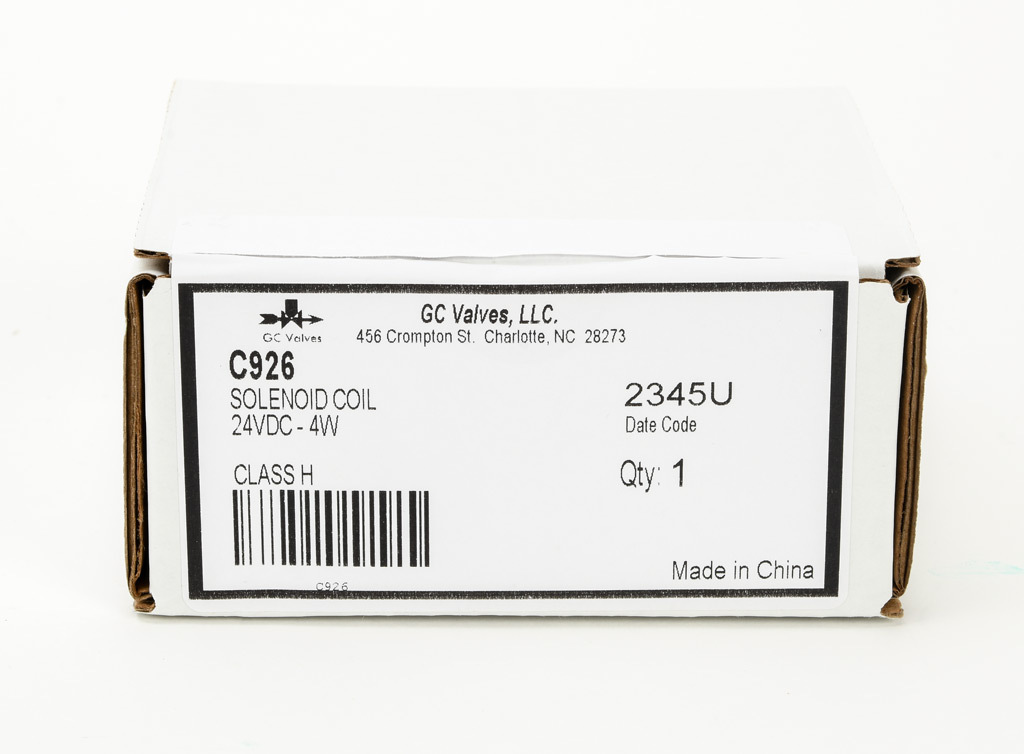 GC Valves, LLC.
GC Valves
456 Crompton St. Charlotte, NC 28273
C926
SOLENOID COIL
24VDC - 4W
2345U
Date Code
CLASS H
Qty: 1
Made in China
C926